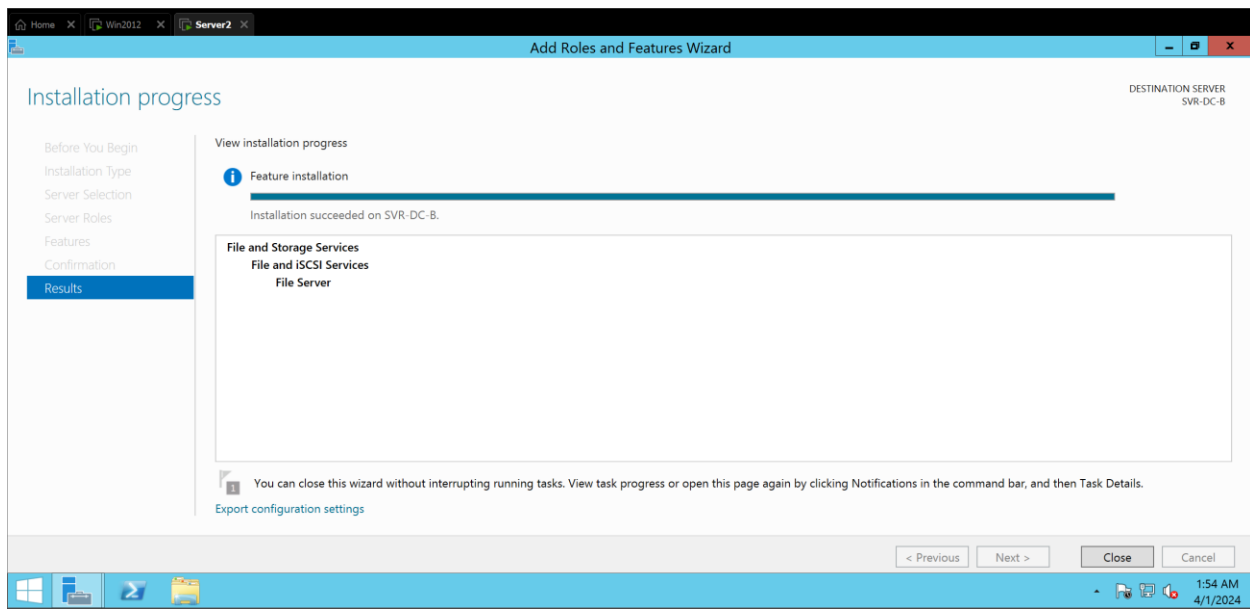 Home Win2012 Server2
Add Roles and Features Wizard
Installation progress
DESTINATION SERVER
SVR-DC-B
Before You Begin
Installation Type
Server Selection
Server Roles
Features
Confirmation
Results
View installation progress
Feature installation
Installation succeeded on SVR-DC-B.
File and Storage Services
File and iSCSI Services
File Server
1
You can close this wizard without interrupting running tasks. View task progress or open this page again by clicking Notifications in the command bar, and then Task Details.
Export configuration settings
< Previous Next > Close Cancel
1:54 AM
4/1/2024